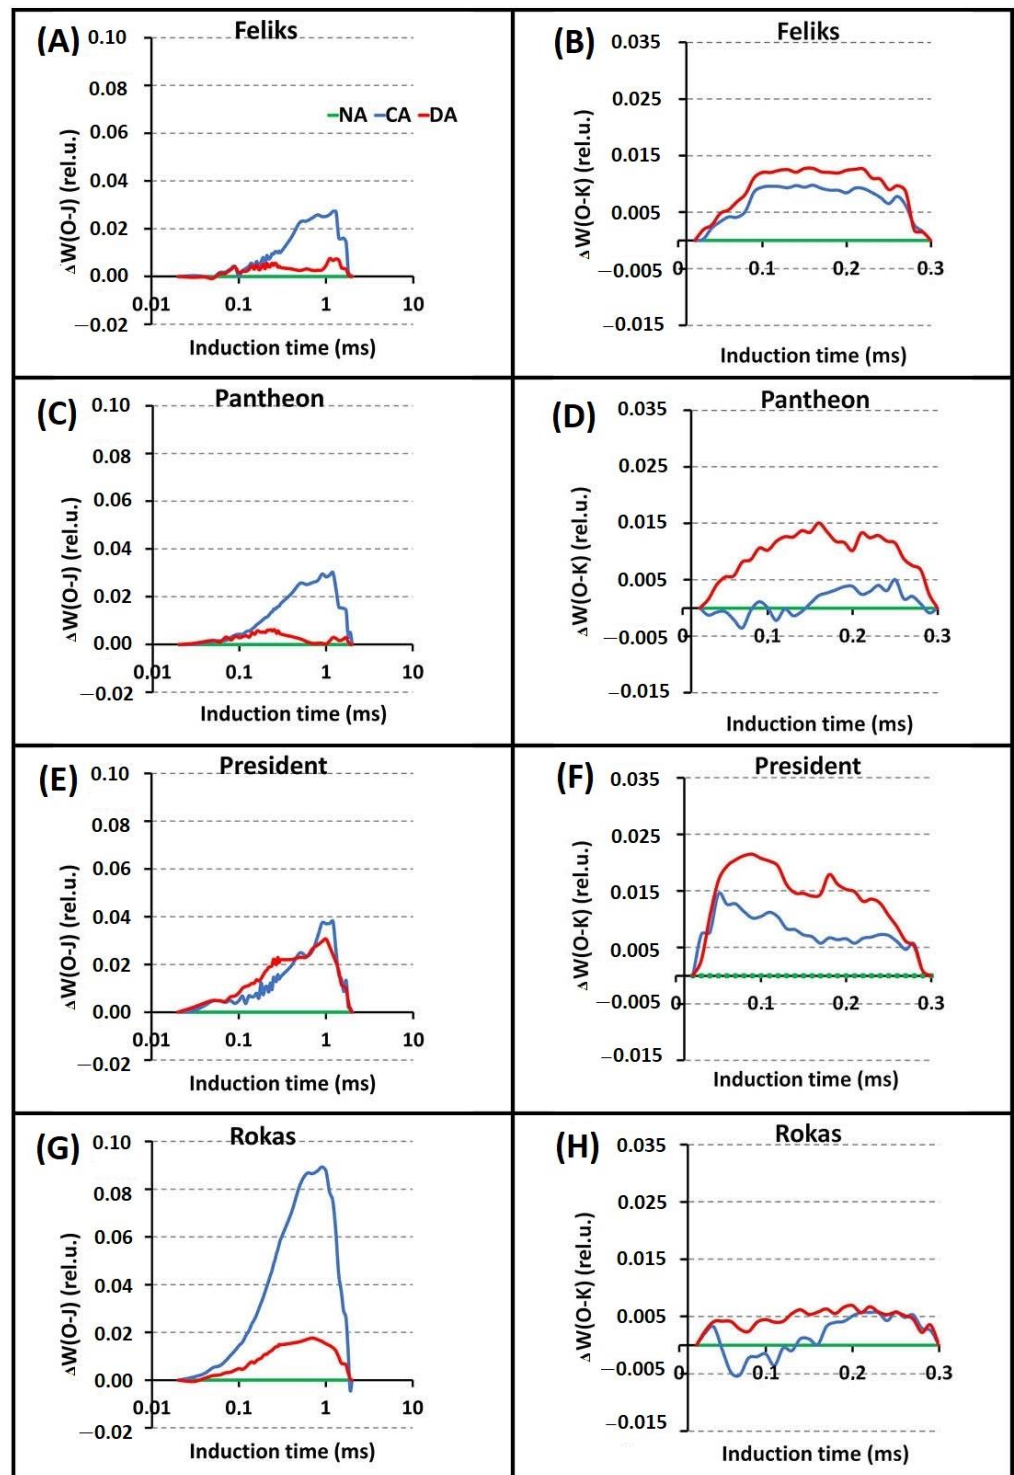 (A)
Feliks
0.10
0.08
0.06
0.04
0.02
0.00
−0.02
ΔW(O-J) (rel.u.)
NA CA DA
0.01 0.1 1 10
Induction time (ms)
(B)
Feliks
0.035
0.025
0.015
0.005
−0.005
−0.015
ΔW(O-K) (rel.u.)
0 0.1 0.2 0.3
Induction time (ms)
(C)
Pantheon
0.10
0.08
0.06
0.04
0.02
0.00
−0.02
ΔW(O-J) (rel.u.)
0.01 0.1 1 10
Induction time (ms)
(D)
Pantheon
0.035
0.025
0.015
0.005
−0.005
−0.015
ΔW(O-K) (rel.u.)
0 0.1 0.2 0.3
Induction time (ms)
(E)
President
0.10
0.08
0.06
0.04
0.02
0.00
−0.02
ΔW(O-J) (rel.u.)
0.01 0.1 1 10
Induction time (ms)
(F)
President
0.035
0.025
0.015
0.005
−0.005
−0.015
ΔW(O-K) (rel.u.)
0 0.1 0.2 0.3
Induction time (ms)
(G)
Rokas
0.10
0.08
0.06
0.04
0.02
0.00
−0.02
ΔW(O-J) (rel.u.)
0.01 0.1 1 10
Induction time (ms)
(H)
Rokas
0.035
0.025
0.015
0.005
−0.005
−0.015
ΔW(O-K) (rel.u.)
0 0.1 0.2 0.3
Induction time (ms)